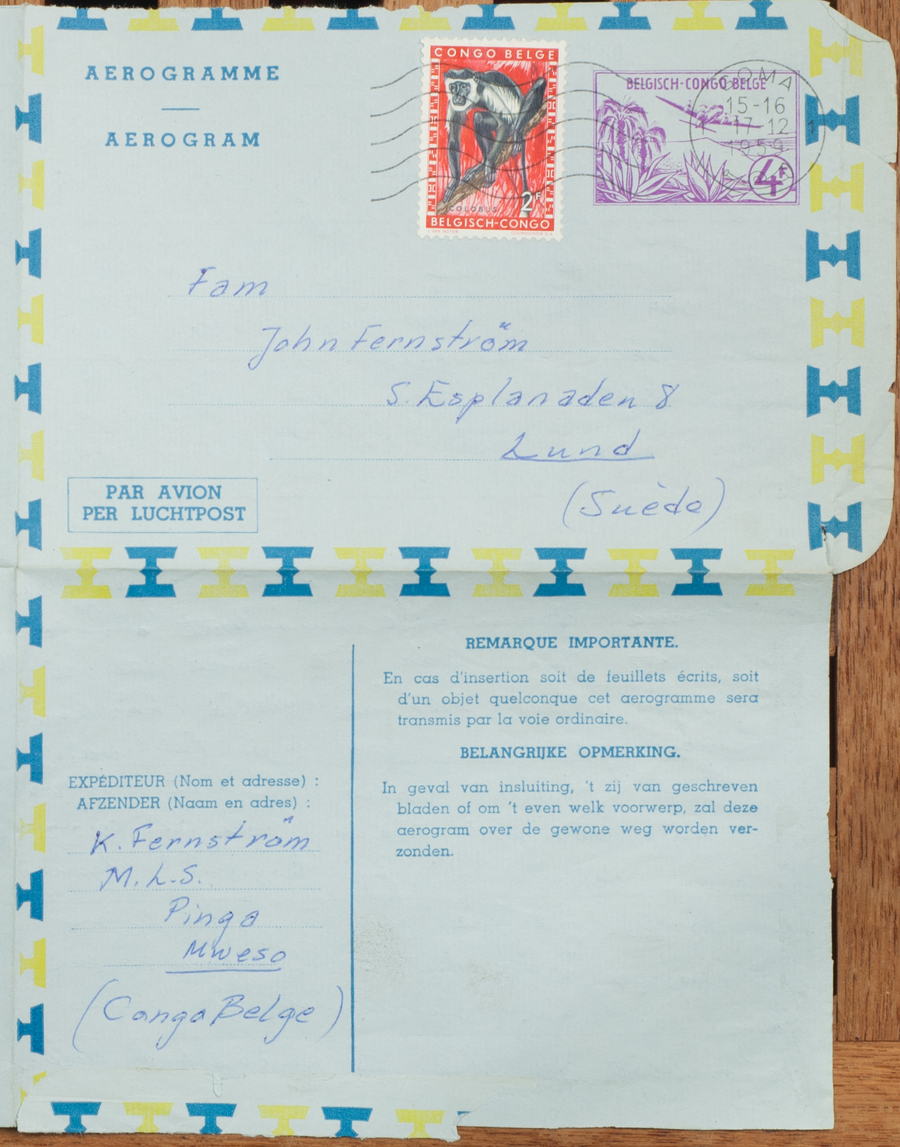 AEROGRAMME
AEROGRAM
CONGO BELGE
COLOBUS
2F
BELGISCH-CONGO
BELGISCH-CONGO BELGE
4F
GOMA
15-16
17-12
1959
Fam
John Fernström
S. Esplanaden 8
Lund
(Suède)
PAR AVION
PER LUCHTPOST
REMARQUE IMPORTANTE.
En cas d'insertion soit de feuillets écrits, soit
d'un objet quelconque cet aerogramme sera
transmis par la voie ordinaire.
BELANGRIJKE OPMERKING.
In geval van insluiting, 't zij van geschreven
bladen of om 't even welk voorwerp, zal deze
aerogram over de gewone weg worden ver-
zonden.
EXPÉDITEUR (Nom et adresse) :
AFZENDER (Naam en adres) :
K. Fernström
M.L.S.
Pinga
Mweso
(Congo Belge)